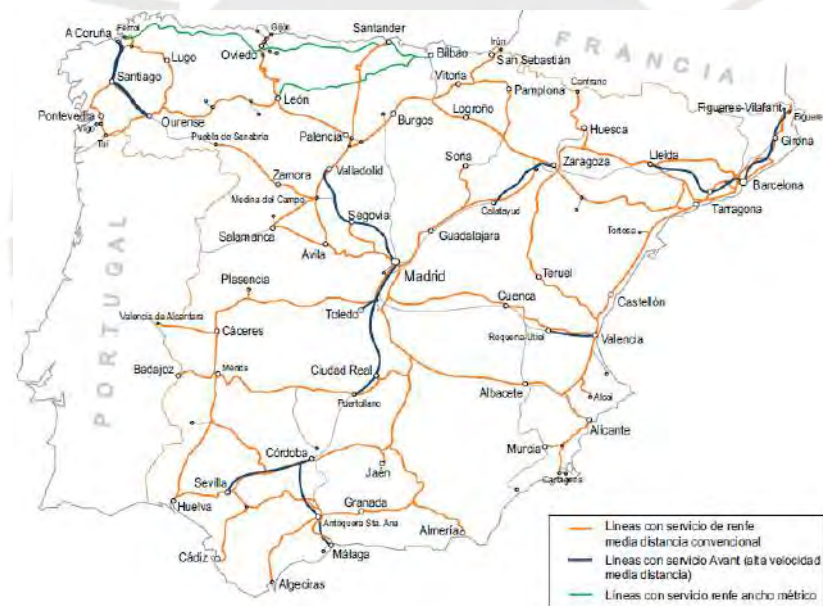 Ferrol
Gijón
A Coruña
Oviedo
Santander
Bilbao
Irún
San Sebastián
FRANCIA
Lugo
Santiago
Vitoria
Pamplona
Canfranc
Figueres-Vilafant
Figueres
León
Pontevedra
Vigo
Ourense
Palencia
Burgos
Logroño
Huesca
Girona
Tui
Puebla de Sanabria
Soria
Zaragoza
Lleida
Zamora
Valladolid
Barcelona
Medina del Campo
Segovia
Calatayud
Tarragona
Salamanca
Ávila
Guadalajara
Tortosa
PORTUGAL
Madrid
Plasencia
Teruel
Toledo
Cuenca
Castellón
Valencia de Alcántara
Cáceres
Requena-Utiel
Valencia
Badajoz
Mérida
Ciudad Real
Puertollano
Albacete
Alcoi
Alicante
Córdoba
Jaén
Murcia
Sevilla
Cartagena
Huelva
Granada
Antequera Sta. Ana
Almería
Cádiz
Málaga
Algeciras
Líneas con servicio de renfe
media distancia convencional
Líneas con servicio Avant (alta velocidad
media distancia)
Líneas con servicio renfe ancho métrico